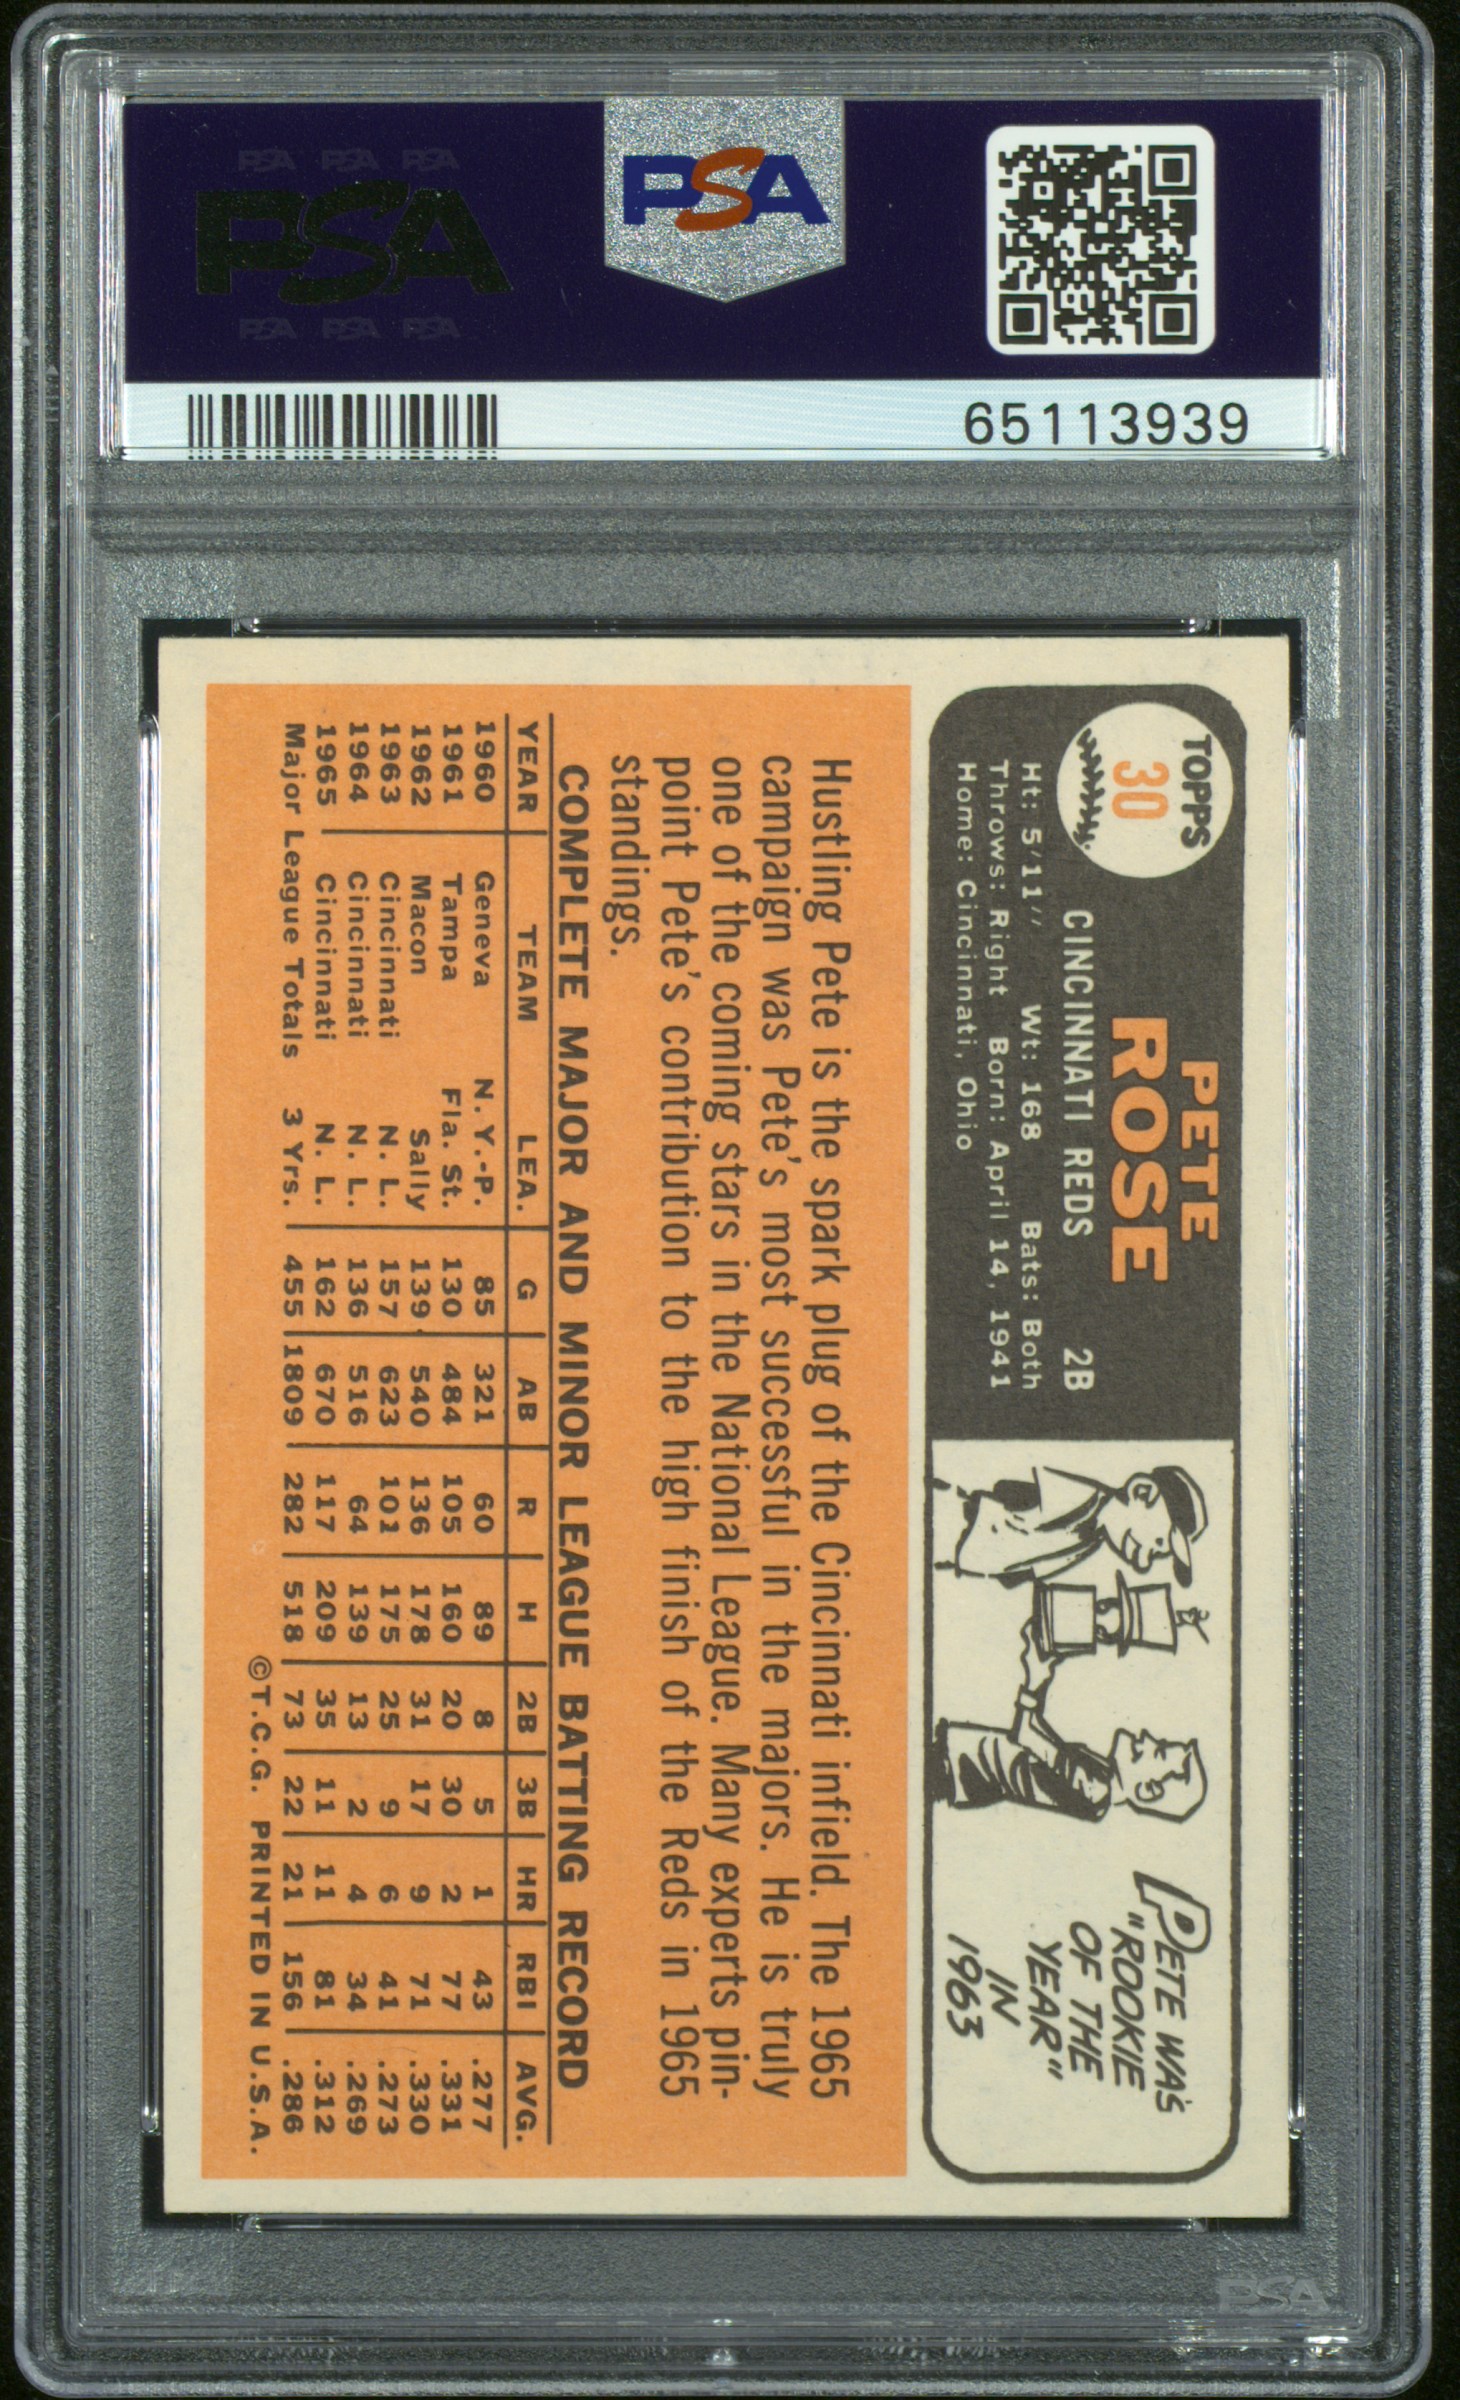 PSA PSA PSA
PSA
PSA PSA PSA
PSA
65113939
TOPPS
30
PETE
ROSE
CINCINNATI REDS 2B
Ht: 5'11" Wt: 168 Bats: Both
Throws: Right Born: April 14, 1941
Home: Cincinnati, Ohio
PETE WAS
"ROOKIE
OF THE
YEAR"
IN
1963
Hustling Pete is the spark plug of the Cincinnati infield. The 1965
campaign was Pete's most successful in the majors. He is truly
one of the coming stars in the National League. Many experts pin-
point Pete's contribution to the high finish of the Reds in 1965
standings.
COMPLETE MAJOR AND MINOR LEAGUE BATTING RECORD
YEAR TEAM LEA. G AB R H 2B 3B HR RBI AVG.
1960 Geneva N. Y.-P. 85 321 60 89 8 5 1 43 .277
1961 Tampa Fla. St. 130 484 105 160 20 30 2 77 .331
1962 Macon Sally 139 540 136 178 31 17 9 71 .330
1963 Cincinnati N. L. 157 623 101 175 25 9 6 41 .273
1964 Cincinnati N. L. 136 516 64 139 13 2 4 34 .269
1965 Cincinnati N. L. 162 670 117 209 35 11 11 81 .312
Major League Totals 3 Yrs. 455 1809 282 518 73 22 21 156 .286
©T.C.G. PRINTED IN U.S.A.
PSA